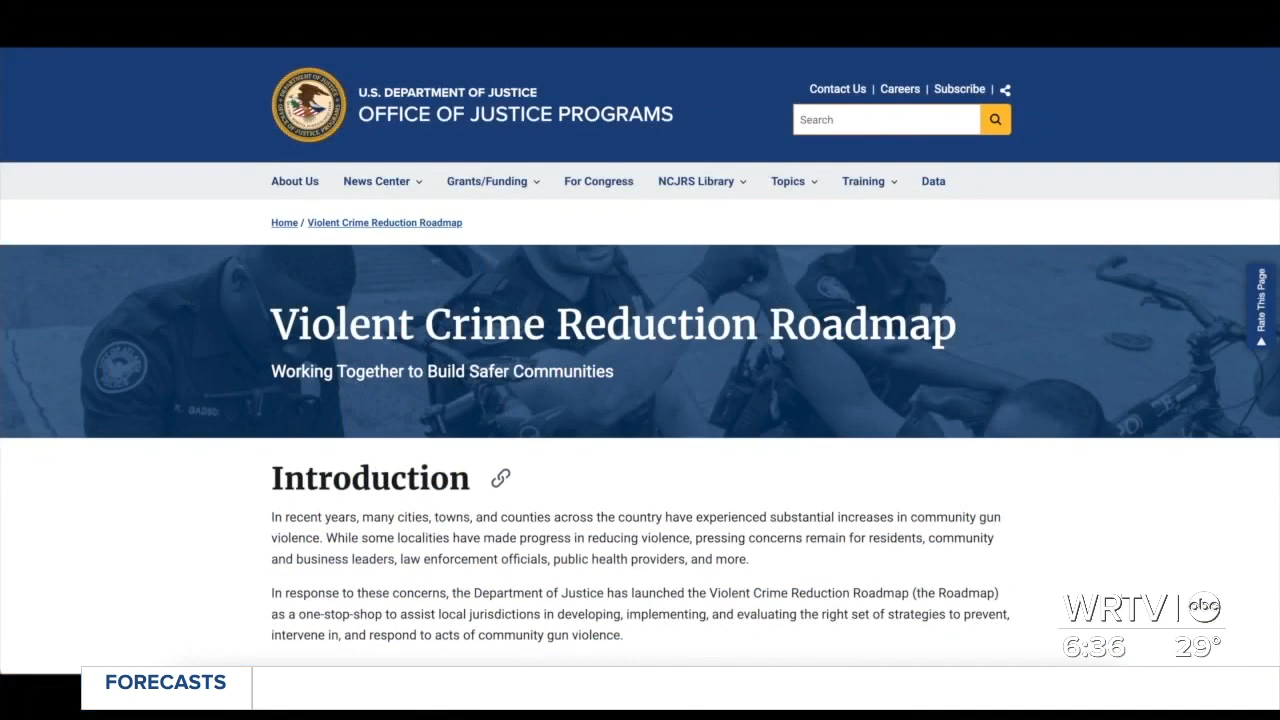 U.S. DEPARTMENT OF JUSTICE
OFFICE OF JUSTICE PROGRAMS
Contact Us | Careers | Subscribe |
Search
About Us News Center Grants/Funding For Congress NCJRS Library Topics Training Data
Home / Violent Crime Reduction Roadmap
Rate This Page
Violent Crime Reduction Roadmap
Working Together to Build Safer Communities
Introduction
In recent years, many cities, towns, and counties across the country have experienced substantial increases in community gun
violence. While some localities have made progress in reducing violence, pressing concerns remain for residents, community
and business leaders, law enforcement officials, public health providers, and more.
In response to these concerns, the Department of Justice has launched the Violent Crime Reduction Roadmap (the Roadmap)
as a one-stop-shop to assist local jurisdictions in developing, implementing, and evaluating the right set of strategies to prevent,
intervene in, and respond to acts of community gun violence.
WRTV abc
6:36 29°
FORECASTS